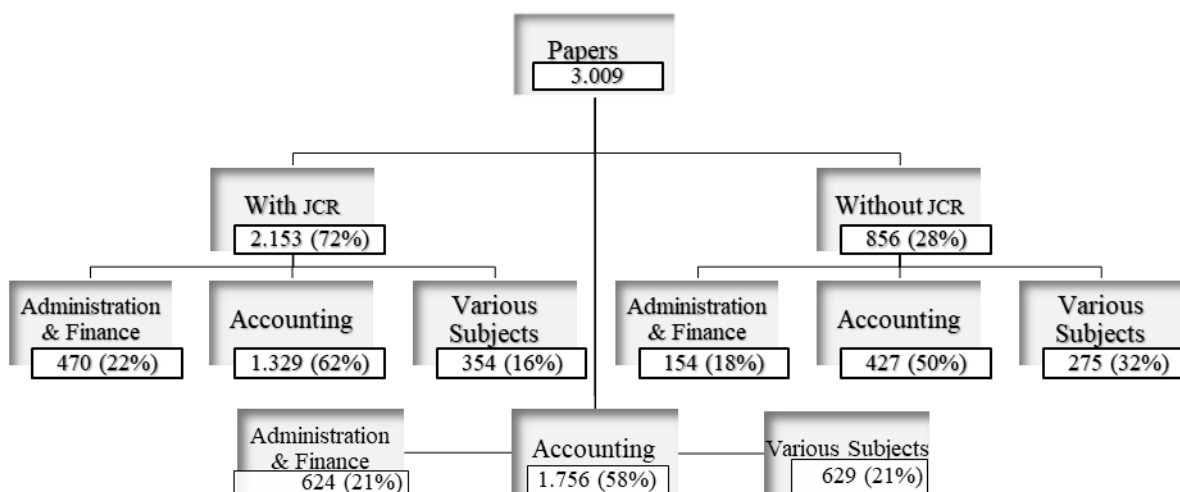 Papers
3.009
With JCR
2.153 (72%)
Without JCR
856 (28%)
Administration
& Finance
470 (22%)
Accounting
1.329 (62%)
Various
Subjects
354 (16%)
Administration
& Finance
154 (18%)
Accounting
427 (50%)
Various
Subjects
275 (32%)
Administration
& Finance
624 (21%)
Accounting
1.756 (58%)
Various Subjects
629 (21%)